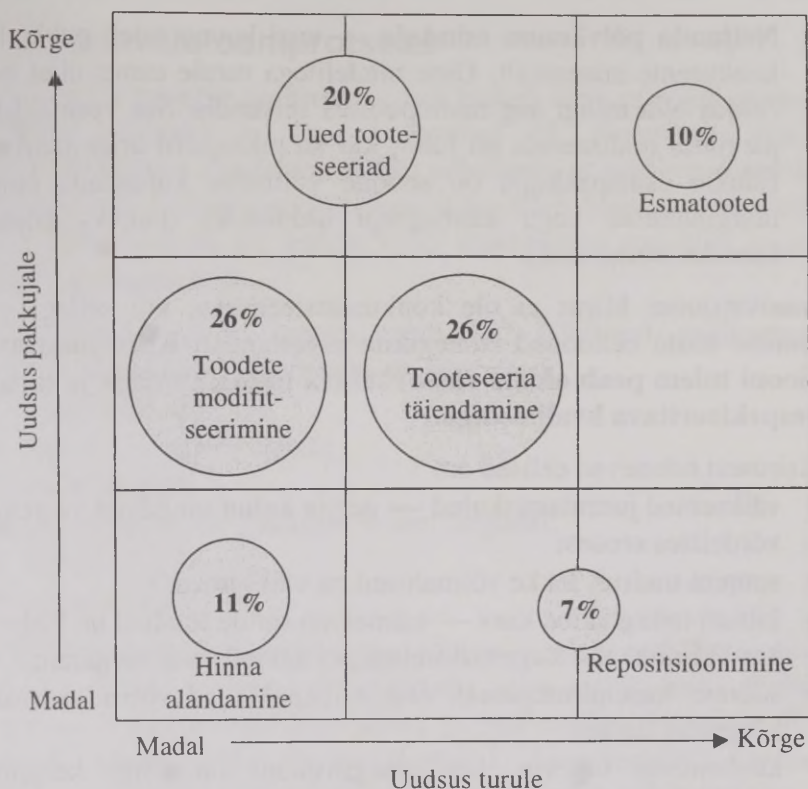 Kõrge
20%
Uued toote-
seeriad
10%
Esmatooted
Uudsus pakkujale
26%
Toodete
modifit-
seerimine
26%
Tooteseeria
täiendamine
11%
Hinna
alandamine
7%
Repositsioonimine
Madal
Madal
Kõrge
Uudsus turule